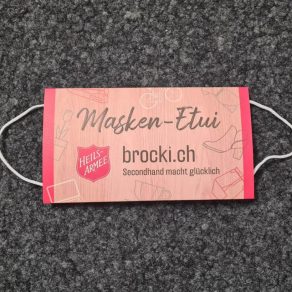 Masken-Etui
HEILS-
ARMEE
brocki.ch
Secondhand macht glücklich